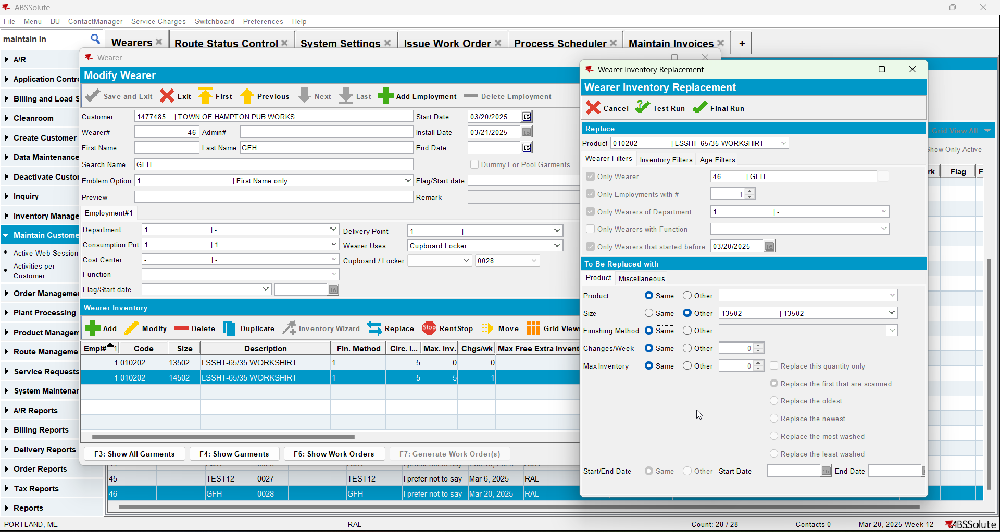 ABSSolute
File Menu BU ContactManager Service Charges Switchboard Preferences Help
maintain in
Wearers Route Status Control System Settings Issue Work Order Process Scheduler Maintain Invoices +
A/R
Application Contro
Billing and Load S
Cleanroom
Create Customer
Data Maintenance
Deactivate Custor
Inquiry
Inventory Manage
Maintain Custome
Active Web Session
Activities per
Customer
Order Managemer
Plant Processing
Product Managem
Route Manageme
Service Requests
System Maintenar
A/R Reports
Billing Reports
Delivery Reports
Order Reports
Tax Reports
Reports
Wearer
Modify Wearer
Save and Exit Exit First Previous Next Last Add Employment Delete Employment
Customer 1477485 | TOWN OF HAMPTON PUB.WORKS Start Date 03/20/2025 16
Wearer# 46 Admin# Install Date 03/21/2025 16
First Name Last Name GFH End Date 16
Search Name GFH Dummy For Pool Garments
Emblem Option 1 | First Name only Flag/Start date
Preview Remark
Employment#1
Department 1 | - Delivery Point 1 | -
Consumption Pnt 1 | 1 Wearer Uses Cupboard Locker
Cost Center - | - Cupboard / Locker 0028
Function
Flag/Start date 16
Wearer Inventory
Add Modify Delete Duplicate Inventory Wizard Replace Stop RentStop Move Grid View
Empl# 1 Code Size Description Fin. Method Circ. I... Max. Inv. Chgs/wk Max Free Extra Invent
1 010202 13502 LSSHT-65/35 WORKSHIRT 1 5 0 0
1 010202 14502 LSSHT-65/35 WORKSHIRT 1 5 5 1
F3: Show All Garments F4: Show Garments F6: Show Work Orders F7: Generate Work Order(s)
45 TEST12 0027 TEST12 I prefer not to say Mar 6, 2025 RAL
46 GFH 0028 GFH I prefer not to say Mar 20, 2025 RAL
Wearer Inventory Replacement
Wearer Inventory Replacement
Cancel Test Run Final Run
Replace
Product 010202 | LSSHT-65/35 WORKSHIRT
Wearer Filters Inventory Filters Age Filters
Only Wearer 46 | GFH ...
Only Employments with # 1
Only Wearers of Department 1 | -
Only Wearers with Function
Only Wearers that started before 03/20/2025 16
To Be Replaced with
Product Miscellaneous
Product Same Other
Size Same Other 13502 | 13502
Finishing Method Same Other
Changes/Week Same Other 0
Max Inventory Same Other 0 Replace this quantity only
Replace the first that are scanned
Replace the oldest
Replace the newest
Replace the most washed
Replace the least washed
Start/End Date Same Other Start Date 16 End Date
Grid View All
Show Only Active
rk Flag F
PORTLAND, ME - - RAL Count: 28 / 28 Contacts 0 Mar 20, 2025 Week 12 ABSSolute